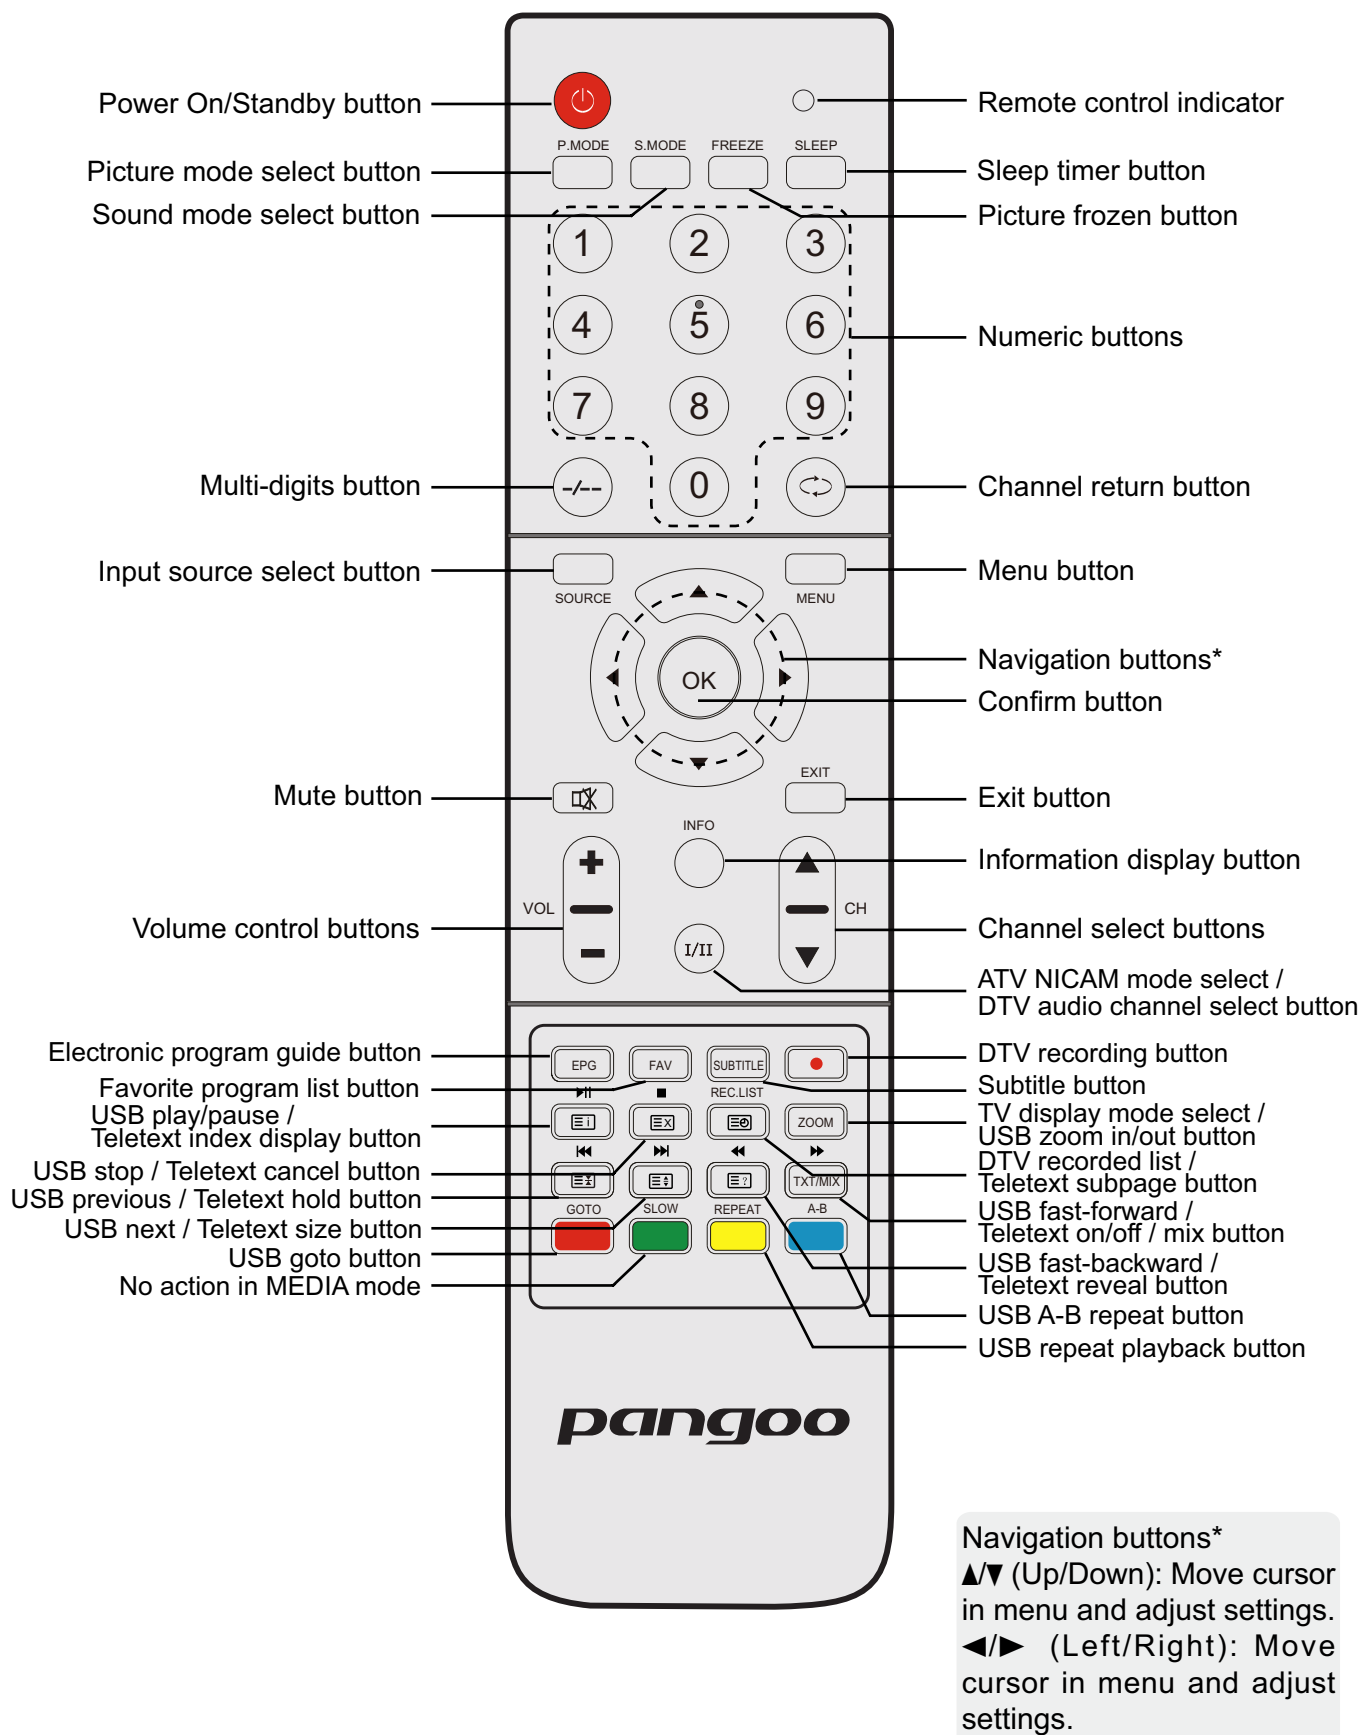 Power On/Standby button
Remote control indicator
P.MODE S.MODE FREEZE SLEEP
Picture mode select button
Sleep timer button
Sound mode select button
Picture frozen button
1 2 3
4 5 6
Numeric buttons
7 8 9
Multi-digits button
-/-- 0
Channel return button
Input source select button
Menu button
SOURCE
MENU
Navigation buttons*
OK
Confirm button
EXIT
Mute button
Exit button
INFO
Information display button
VOL
CH
Volume control buttons
Channel select buttons
I/II
ATV NICAM mode select /
DTV audio channel select button
Electronic program guide button
DTV recording button
EPG FAV SUBTITLE
Favorite program list button
Subtitle button
REC.LIST
USB play/pause /
Teletext index display button
i X ZOOM
TV display mode select /
USB zoom in/out button
USB stop / Teletext cancel button
DTV recorded list /
Teletext subpage button
USB previous / Teletext hold button
? TXT/MIX
GOTO SLOW REPEAT A-B
USB fast-forward /
Teletext on/off / mix button
USB next / Teletext size button
USB goto button
USB fast-backward /
Teletext reveal button
No action in MEDIA mode
USB A-B repeat button
USB repeat playback button
pangoo
Navigation buttons*
▲/▼ (Up/Down): Move cursor
in menu and adjust settings.
◀/▶ (Left/Right): Move
cursor in menu and adjust
settings.